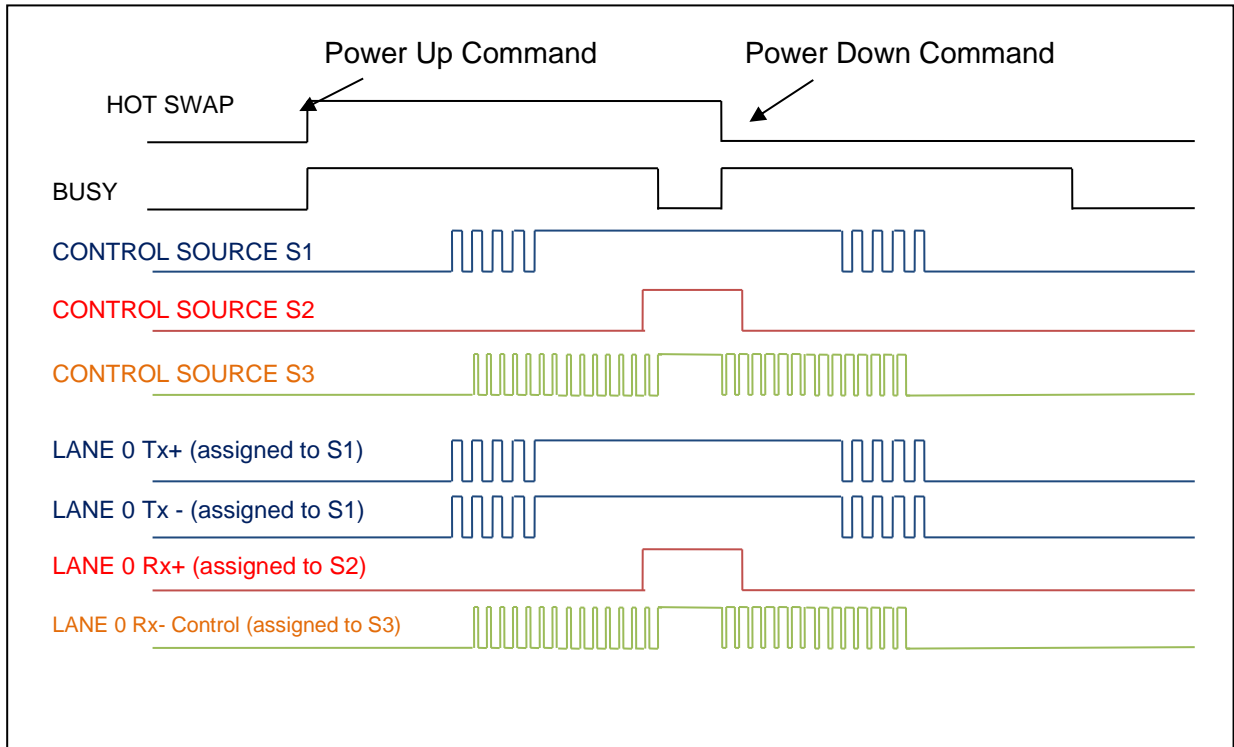 Power Up Command
Power Down Command
HOT SWAP
BUSY
CONTROL SOURCE S1
CONTROL SOURCE S2
CONTROL SOURCE S3
LANE 0 Tx+ (assigned to S1)
LANE 0 Tx - (assigned to S1)
LANE 0 Rx+ (assigned to S2)
LANE 0 Rx- Control (assigned to S3)